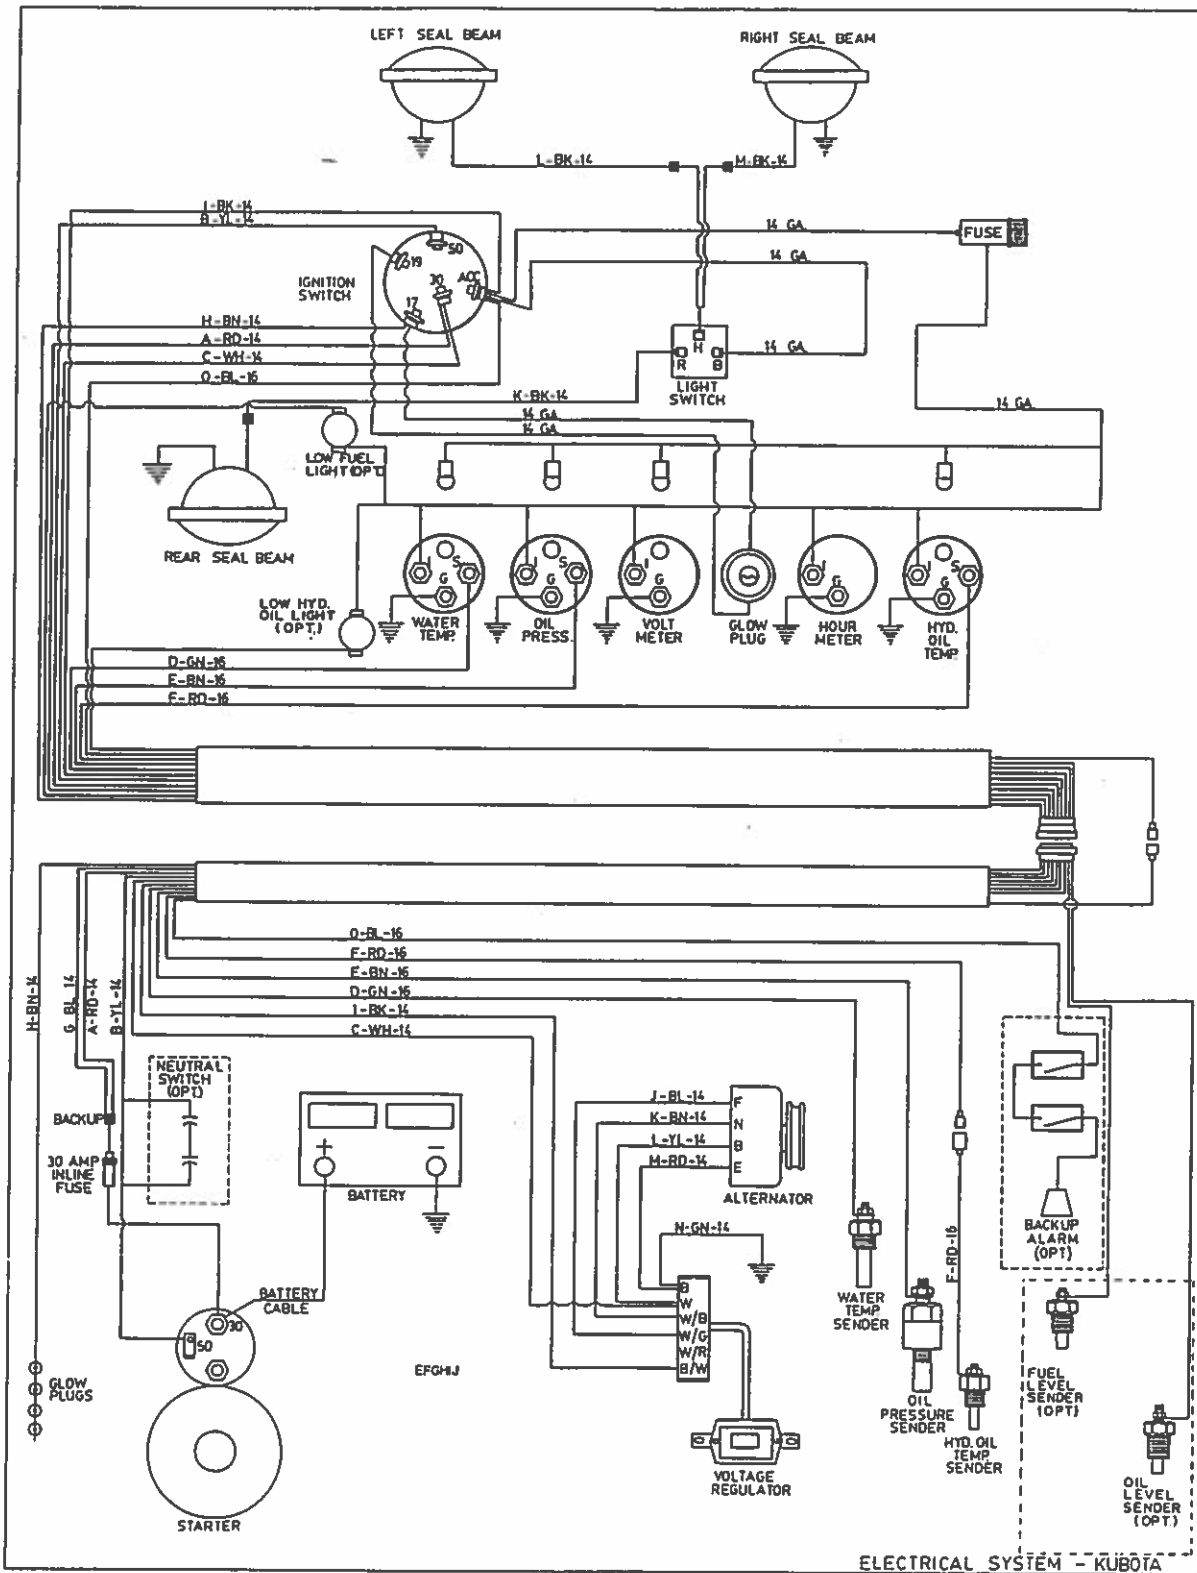 LEFT SEAL BEAM
RIGHT SEAL BEAM
L-BK-14
M-BK-14
I-BK-14
B-YL-14
14 GA.
FUSE
50
19
30
ACC
17
IGNITION
SWITCH
14 GA.
H-BN-14
A-RD-14
C-WH-14
O-BL-16
H
R
B
14 GA.
LIGHT
SWITCH
K-BK-14
14 GA.
14 GA.
14 GA.
LOW FUEL
LIGHT (OPT.)
REAR SEAL BEAM
I
S
G
I
S
G
I
G
I
G
I
S
G
LOW HYD.
OIL LIGHT
(OPT.)
WATER
TEMP.
OIL
PRESS.
VOLT
METER
GLOW
PLUG
HOUR
METER
HYD.
OIL
TEMP.
D-GN-16
E-BN-16
F-RD-16
O-BL-16
F-RD-16
E-BN-16
D-GN-16
I-BK-14
C-WH-14
H-BN-14
G BL 14
A-RD-14
B-YL-14
NEUTRAL
SWITCH
(OPT.)
BACKUP
30 AMP
INLINE
FUSE
+
−
BATTERY
J-BL-14
K-BN-14
L-YL-14
M-RD-14
F
N
B
E
ALTERNATOR
N-GN-14
BACKUP
ALARM
(OPT)
F-RD-16
BATTERY
CABLE
30
50
B
W
W/B
W/G
W/R
B/W
WATER
TEMP
SENDER
EFGHIJ
GLOW
PLUGS
OIL
PRESSURE
SENDER
FUEL
LEVEL
SENDER
(OPT)
HYD. OIL
TEMP.
SENDER
VOLTAGE
REGULATOR
OIL
LEVEL
SENDER
(OPT.)
STARTER
ELECTRICAL SYSTEM - KUBOTA